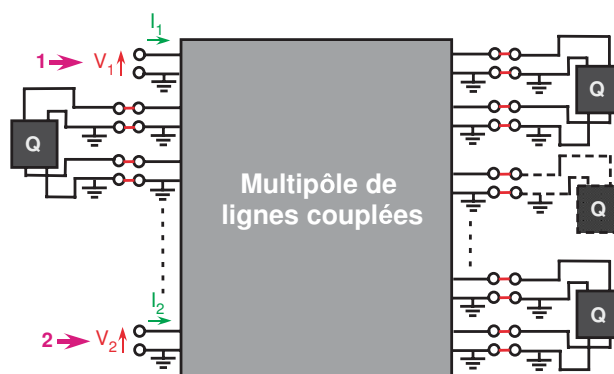 I1
1 V1
Q
Q
Q
Multipôle de
lignes couplées
Q
I2
2 V2